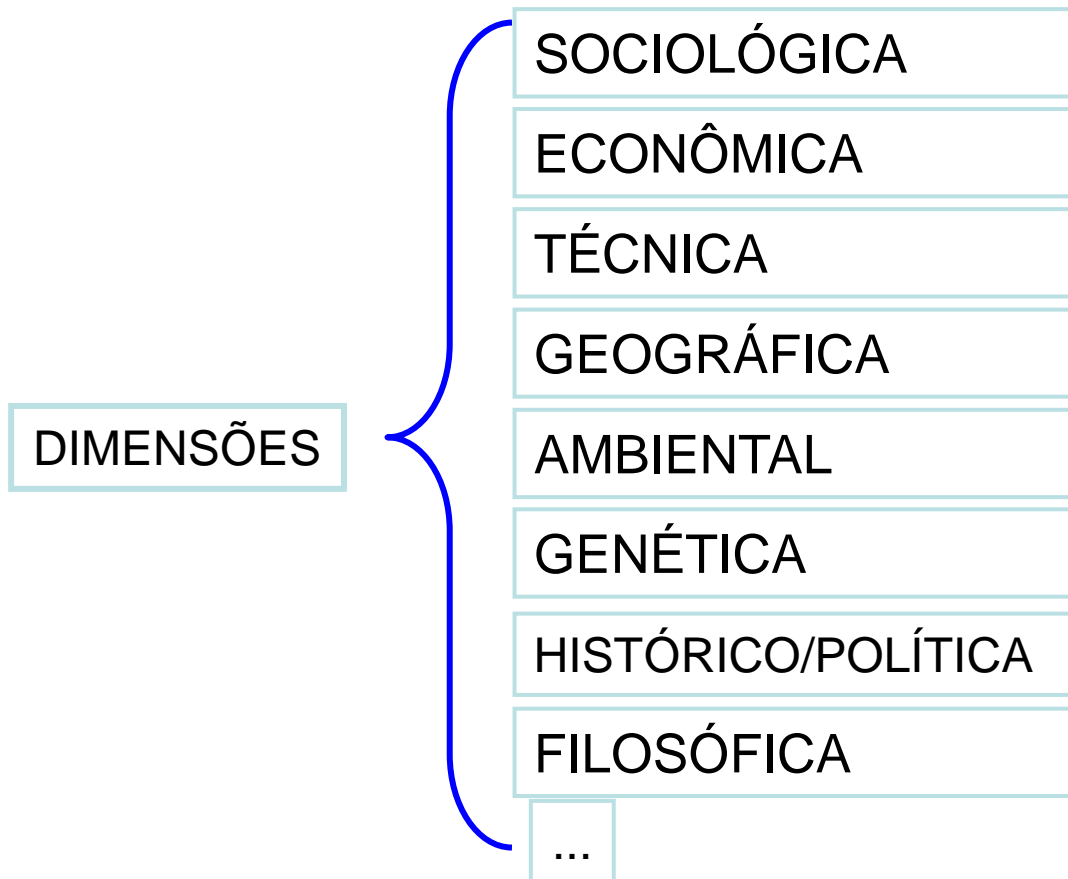 SOCIOLÓGICA
ECONÔMICA
TÉCNICA
GEOGRÁFICA
DIMENSÕES
AMBIENTAL
GENÉTICA
HISTÓRICO/POLÍTICA
FILOSÓFICA
...